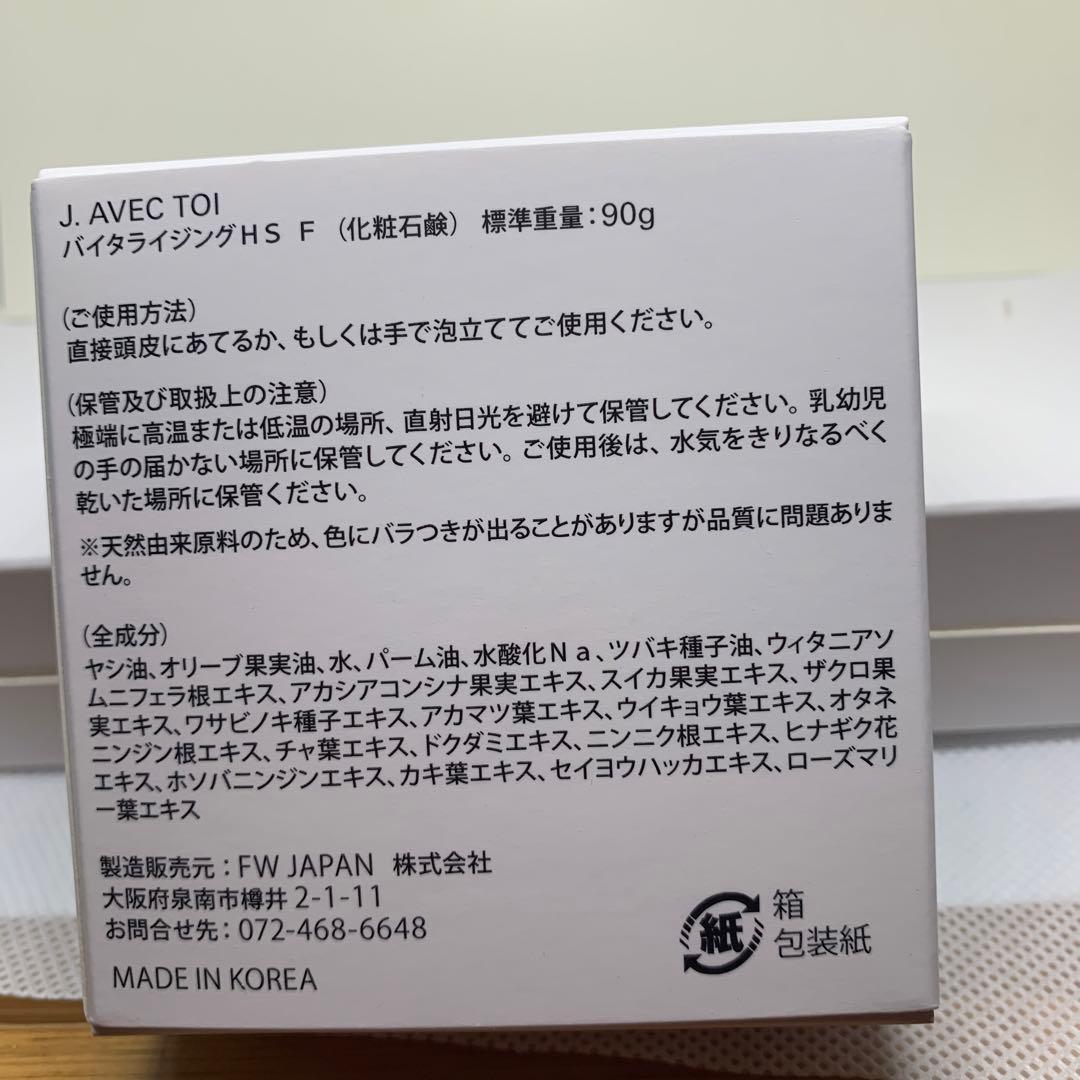 J. AVEC TOI
バイタライジングＨＳ Ｆ（化粧石鹸） 標準重量：90g
（ご使用方法）
直接頭皮にあてるか、もしくは手で泡立ててご使用ください。
（保管及び取扱上の注意）
極端に高温または低温の場所、直射日光を避けて保管してください。乳幼児
の手の届かない場所に保管してください。ご使用後は、水気をきりなるべく
乾いた場所に保管ください。
※天然由来原料のため、色にバラつきが出ることがありますが品質に問題ありま
せん。
（全成分）
ヤシ油、オリーブ果実油、水、パーム油、水酸化Ｎａ、ツバキ種子油、ウィタニアソ
ムニフェラ根エキス、アカシアコンシナ果実エキス、スイカ果実エキス、ザクロ果
実エキス、ワサビノキ種子エキス、アカマツ葉エキス、ウイキョウ葉エキス、オタネ
ニンジン根エキス、チャ葉エキス、ドクダミエキス、ニンニク根エキス、ヒナギク花
エキス、ホソバニンジンエキス、カキ葉エキス、セイヨウハッカエキス、ローズマリ
ー葉エキス
製造販売元：FW JAPAN 株式会社
大阪府泉南市樽井 2-1-11
お問合せ先：072-468-6648
MADE IN KOREA
紙
箱
包装紙